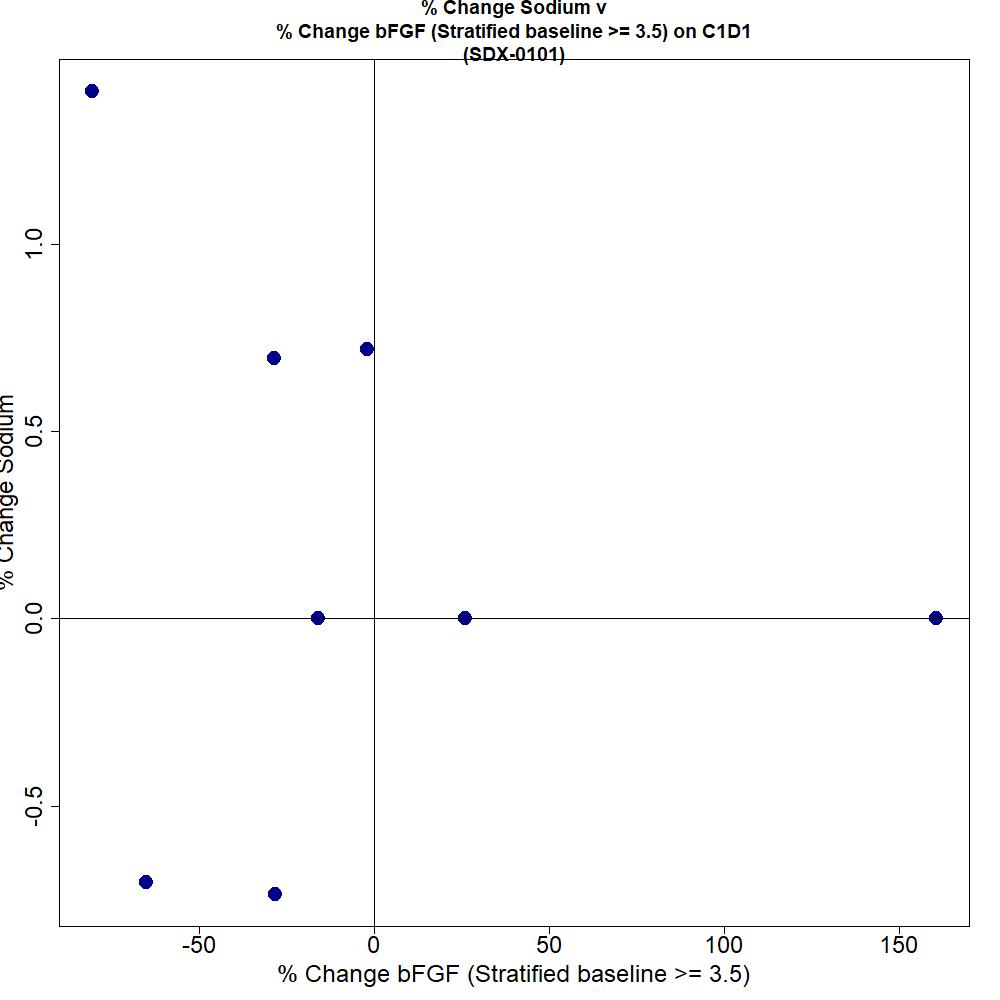 % Change Sodium v
% Change bFGF (Stratified baseline >= 3.5) on C1D1
(SDX-0101)
% Change Sodium
1.0
0.5
0.0
-0.5
-50
0
50
100
150
% Change bFGF (Stratified baseline >= 3.5)